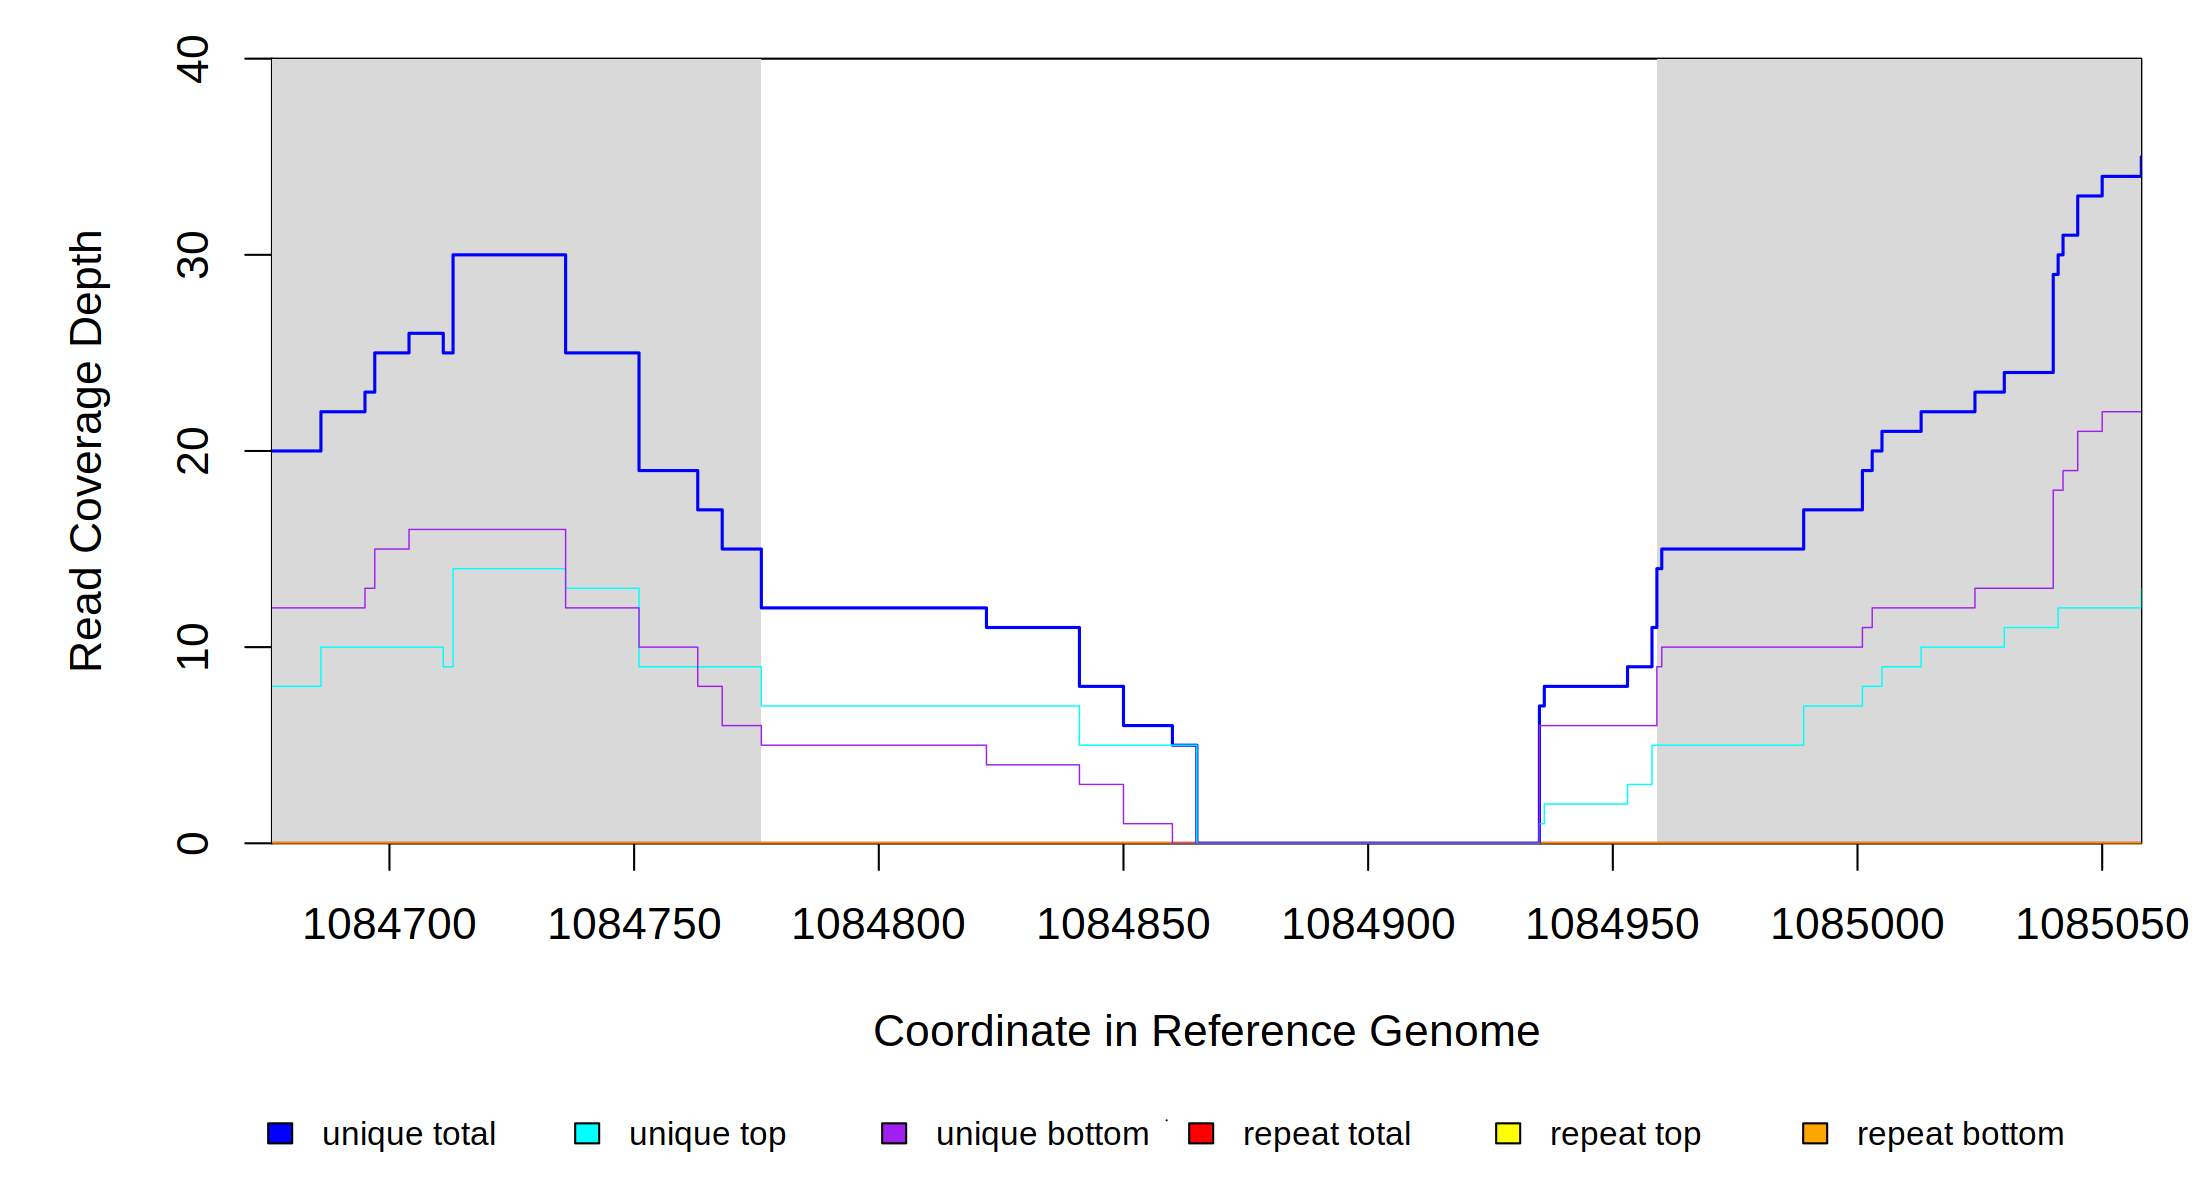 40
30
20
10
0
Read Coverage Depth
1084700 1084750 1084800 1084850 1084900 1084950 1085000 1085050
Coordinate in Reference Genome
unique total unique top unique bottom repeat total repeat top repeat bottom